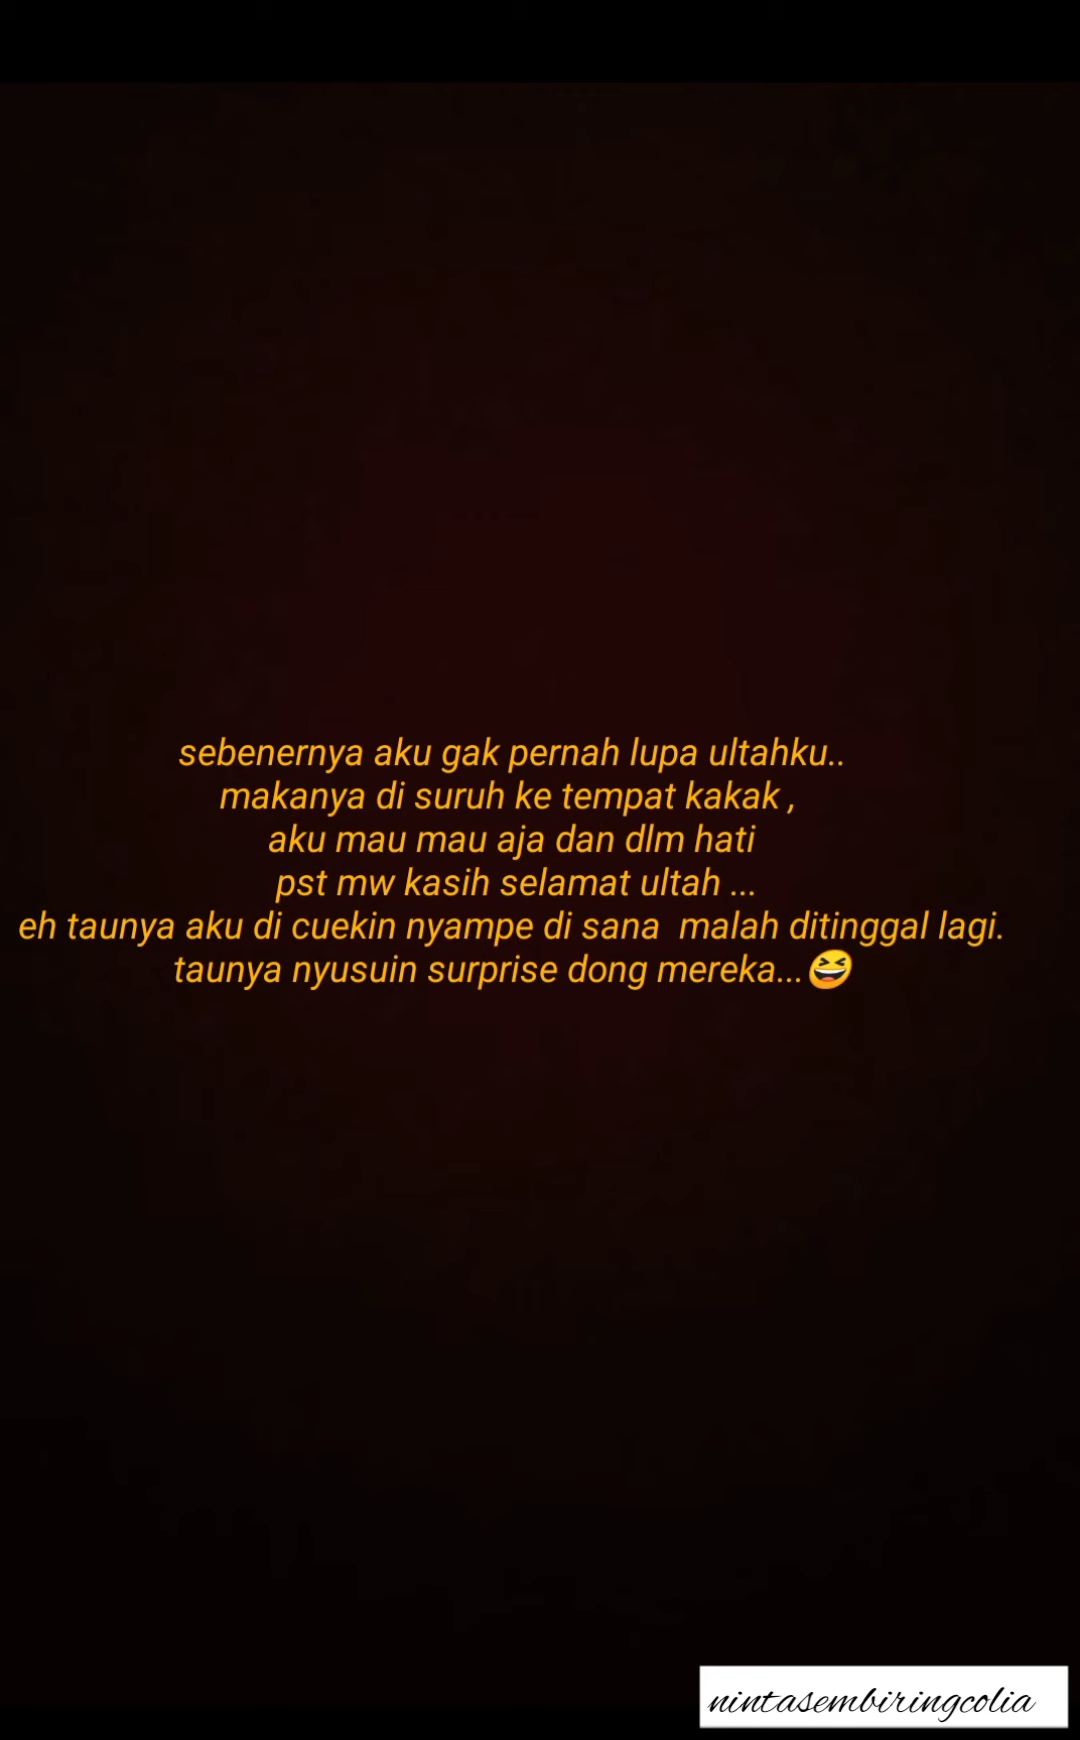 sebenernya aku gak pernah lupa ultahku..
makanya di suruh ke tempat kakak ,
aku mau mau aja dan dlm hati
pst mw kasih selamat ultah ...
eh taunya aku di cuekin nyampe di sana  malah ditinggal lagi.
taunya nyusuin surprise dong mereka...😆
nintasembiringcolia